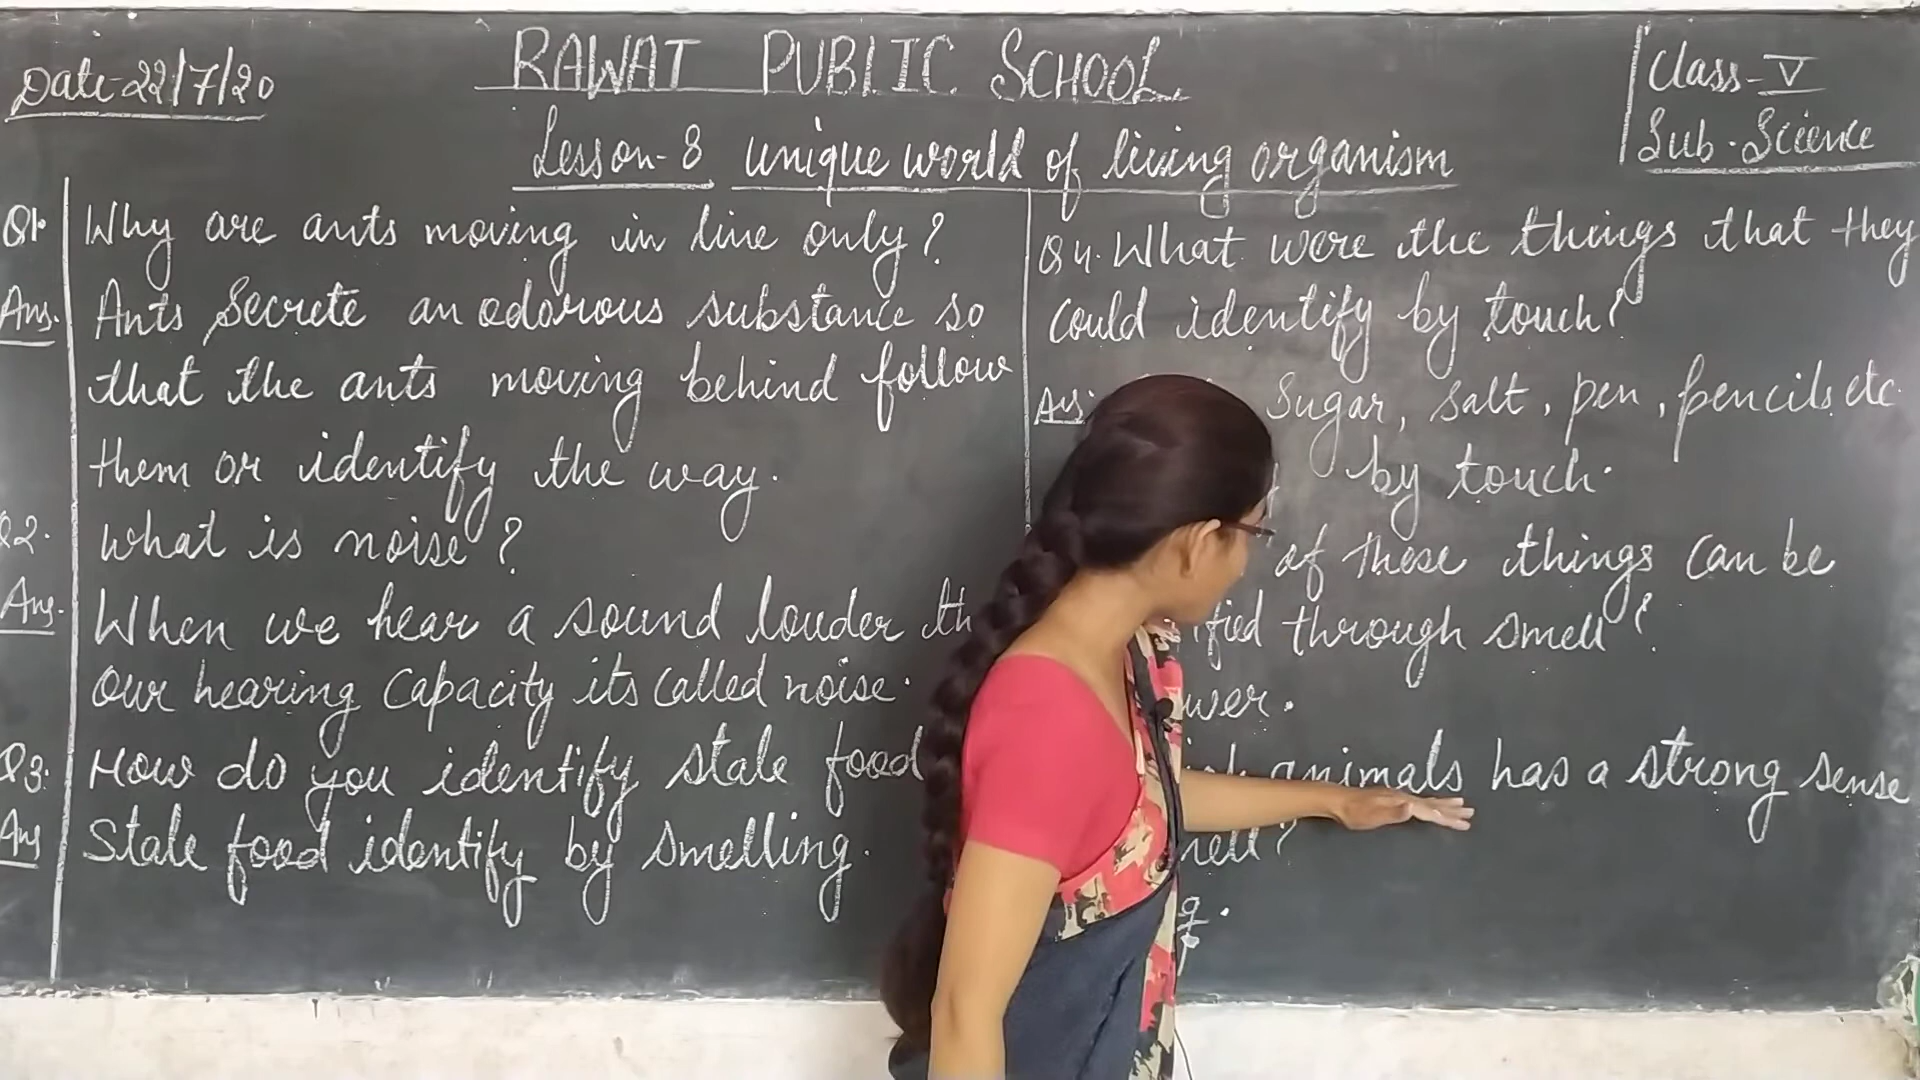 Date-22/7/20
RAWAT PUBLIC SCHOOL
Class-V
Sub. Science
Lesson-8 unique world of living organism
Q1. Why are ants moving in line only?
Ans. Ants Secrete an odorous substance so
that the ants moving behind follow
them or identify the way.
Q2. What is noise?
Ans. When we hear a sound louder
our hearing capacity its called noise.
Q3. How do you identify stale food
Ans Stale food identify by smelling.
Q4. What were the things that they
could identify by touch?
Ans: Sugar, salt, pen, pencils etc.
by touch.
of these things can be
through smell?
animals has a strong sense